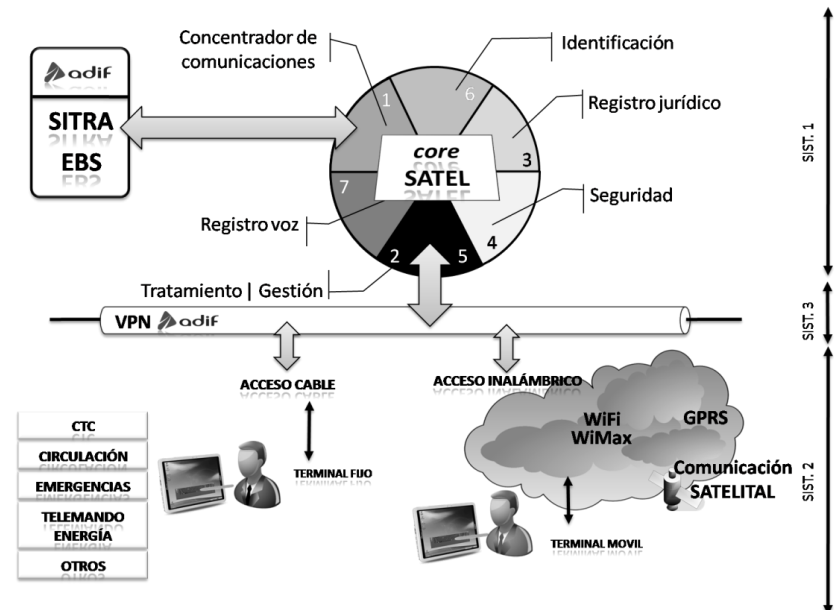 Concentrador de
comunicaciones
Identificación
Registro jurídico
Seguridad
Registro voz
Tratamiento | Gestión
adif
SITRA
EBS
1
6
3
4
5
2
7
core
SATEL
SIST. 1
VPN adif
SIST. 3
ACCESO CABLE
ACCESO INALÁMBRICO
WiFi
WiMax
GPRS
Comunicación
SATELITAL
TERMINAL FIJO
TERMINAL MOVIL
CTC
CIRCULACIÓN
EMERGENCIAS
TELEMANDO
ENERGÍA
OTROS
SIST. 2